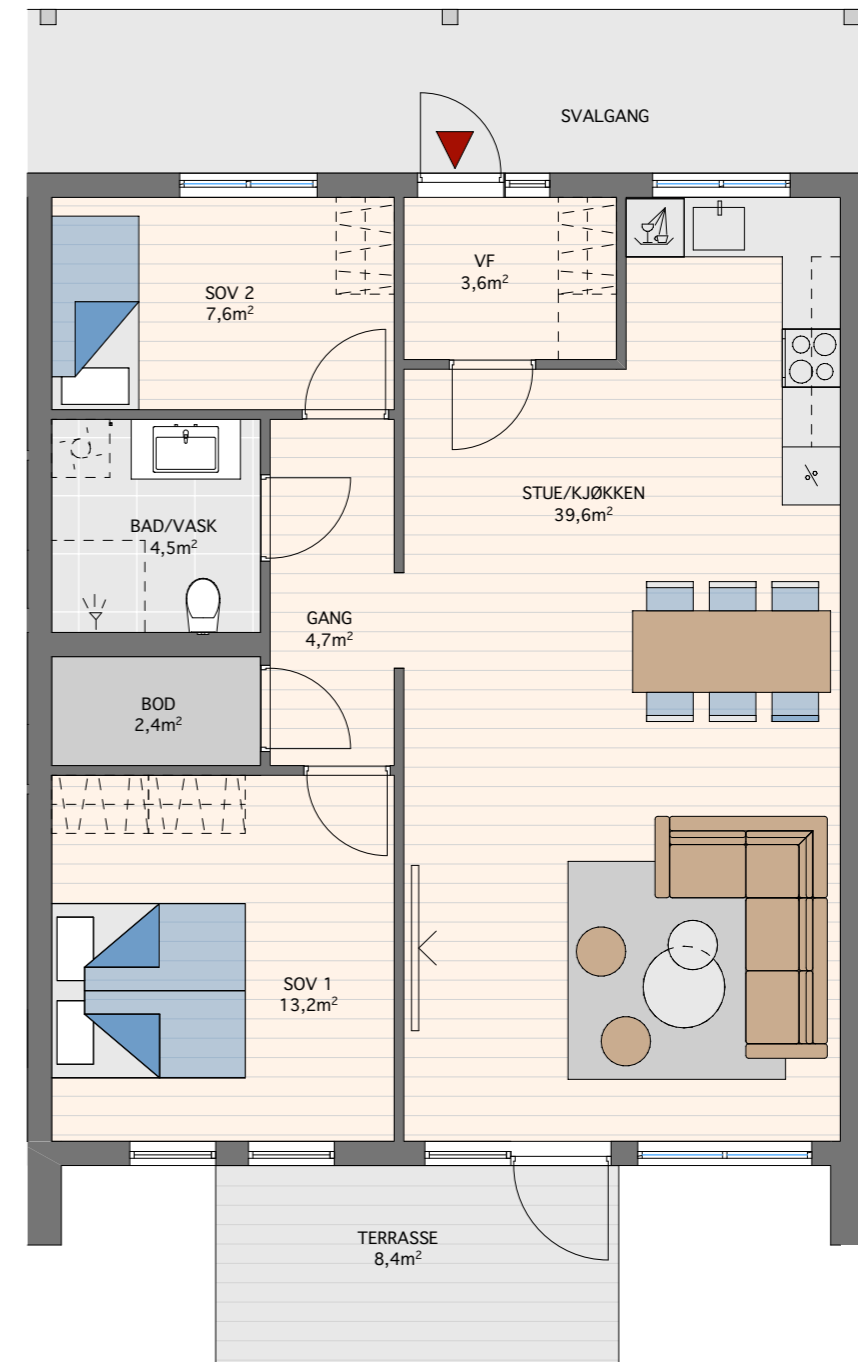 SVALGANG
VF
3,6m²
SOV 2
7,6m²
STUE/KJØKKEN
39,6m²
BAD/VASK
4,5m²
GANG
4,7m²
BOD
2,4m²
SOV 1
13,2m²
TERRASSE
8,4m²